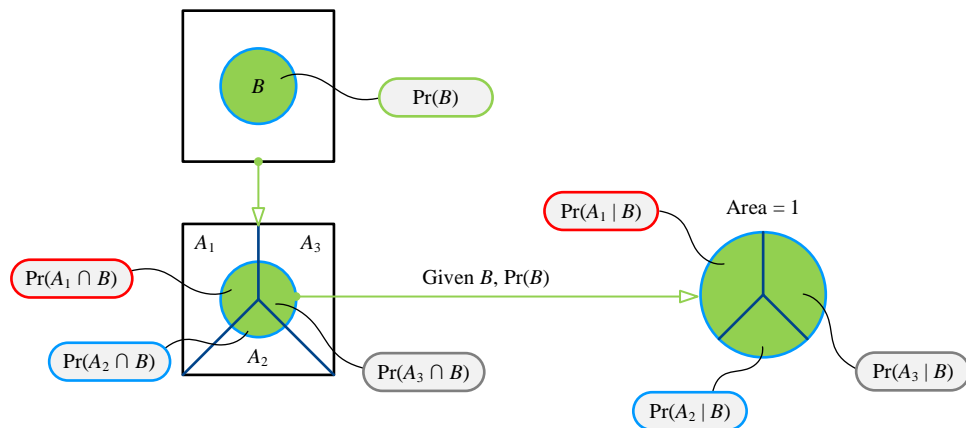 B
Pr(B)
A₁
A₃
Pr(A₁ ∩ B)
Pr(A₂ ∩ B)
A₂
Pr(A₃ ∩ B)
Given B, Pr(B)
Pr(A₁ | B)
Area = 1
Pr(A₃ | B)
Pr(A₂ | B)